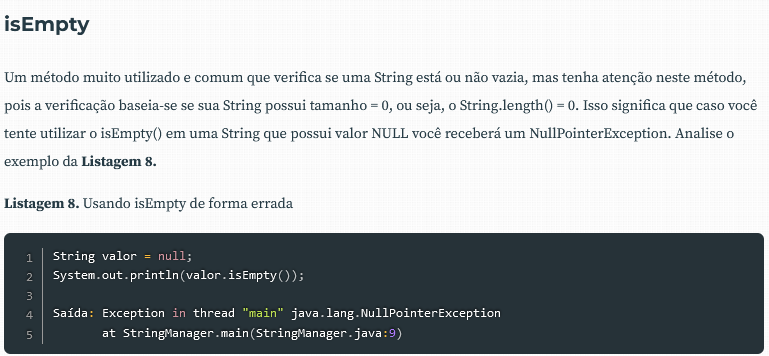 isEmpty
Um método muito utilizado e comum que verifica se uma String está ou não vazia, mas tenha atenção neste método,
pois a verificação baseia-se se sua String possui tamanho = 0, ou seja, o String.length() = 0. Isso significa que caso você
tente utilizar o isEmpty() em uma String que possui valor NULL você receberá um NullPointerException. Analise o
exemplo da Listagem 8.
Listagem 8. Usando isEmpty de forma errada
1 String valor = null;
2 System.out.println(valor.isEmpty());
3
4 Saída: Exception in thread "main" java.lang.NullPointerException
5 at StringManager.main(StringManager.java:9)